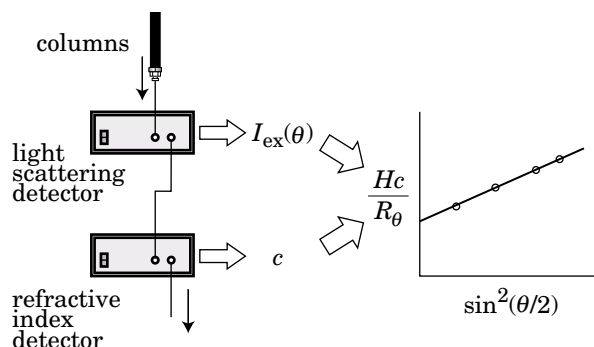 columns
light
scattering
detector
I_ex(θ)
refractive
index
detector
c
Hc
R_θ
sin²(θ/2)